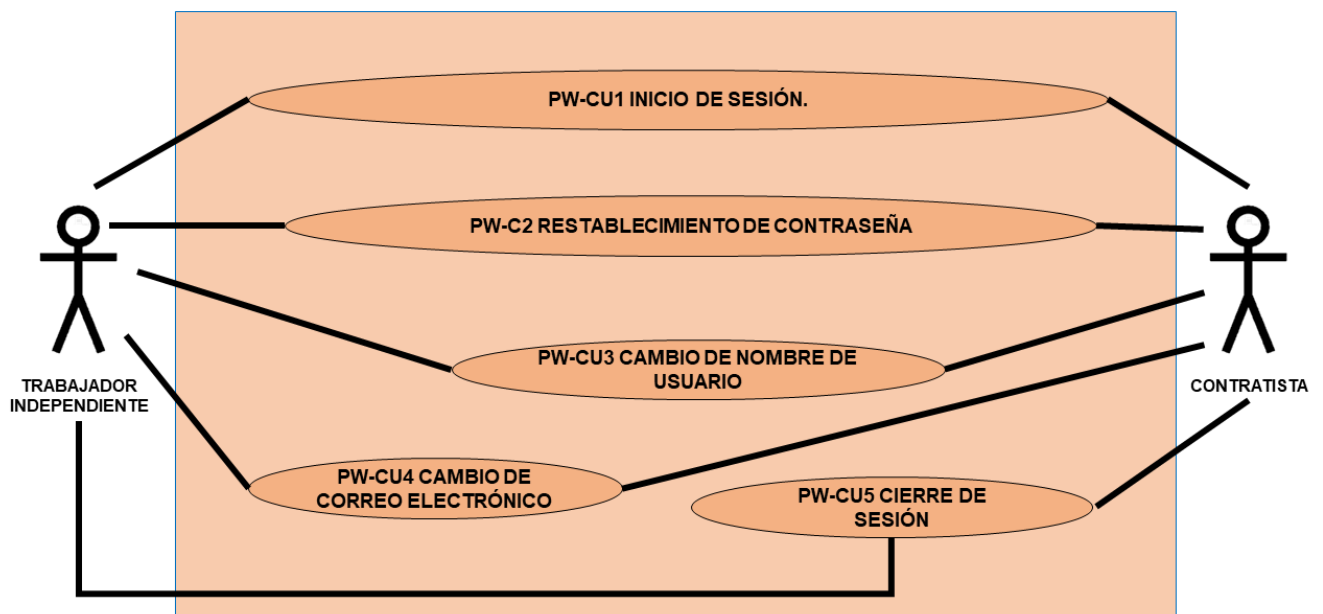 PW-CU1 INICIO DE SESIÓN.
PW-C2 RESTABLECIMIENTO DE CONTRASEÑA
PW-CU3 CAMBIO DE NOMBRE DE
USUARIO
TRABAJADOR
INDEPENDIENTE
CONTRATISTA
PW-CU4 CAMBIO DE
CORREO ELECTRÓNICO
PW-CU5 CIERRE DE
SESIÓN